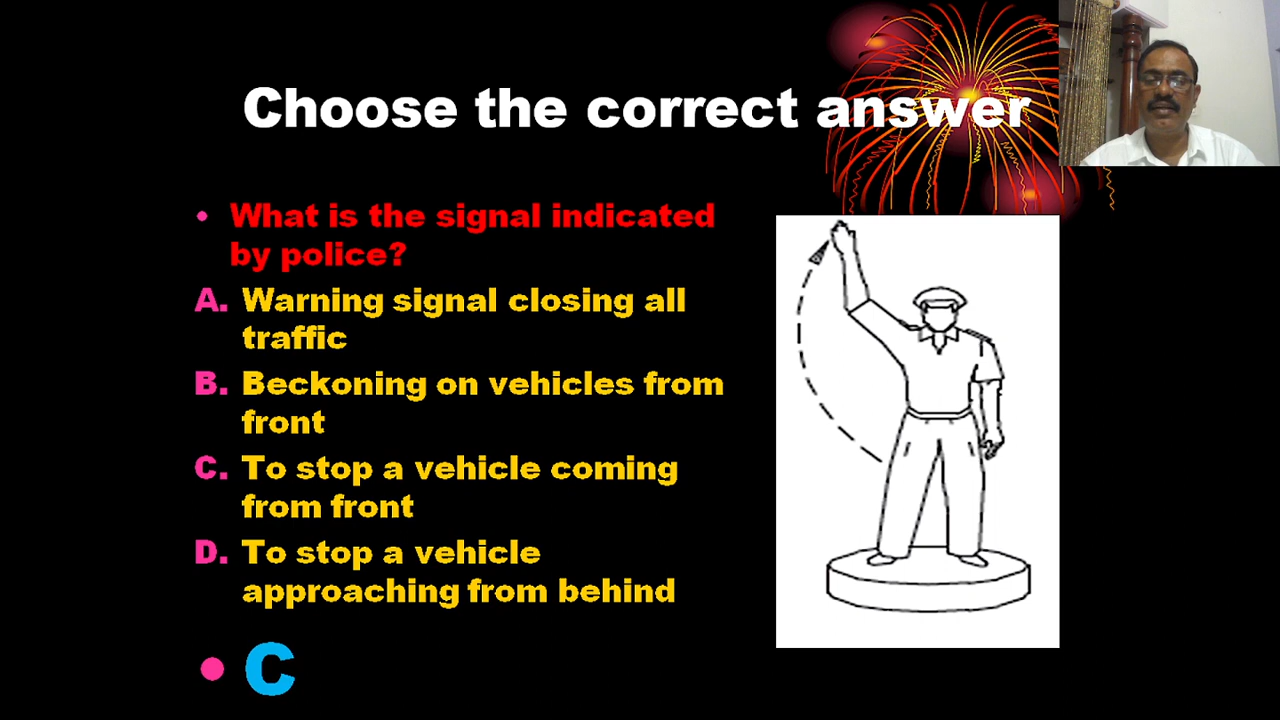 Choose the correct answer
• What is the signal indicated
by police?
A. Warning signal closing all
traffic
B. Beckoning on vehicles from
front
C. To stop a vehicle coming
from front
D. To stop a vehicle
approaching from behind
• C